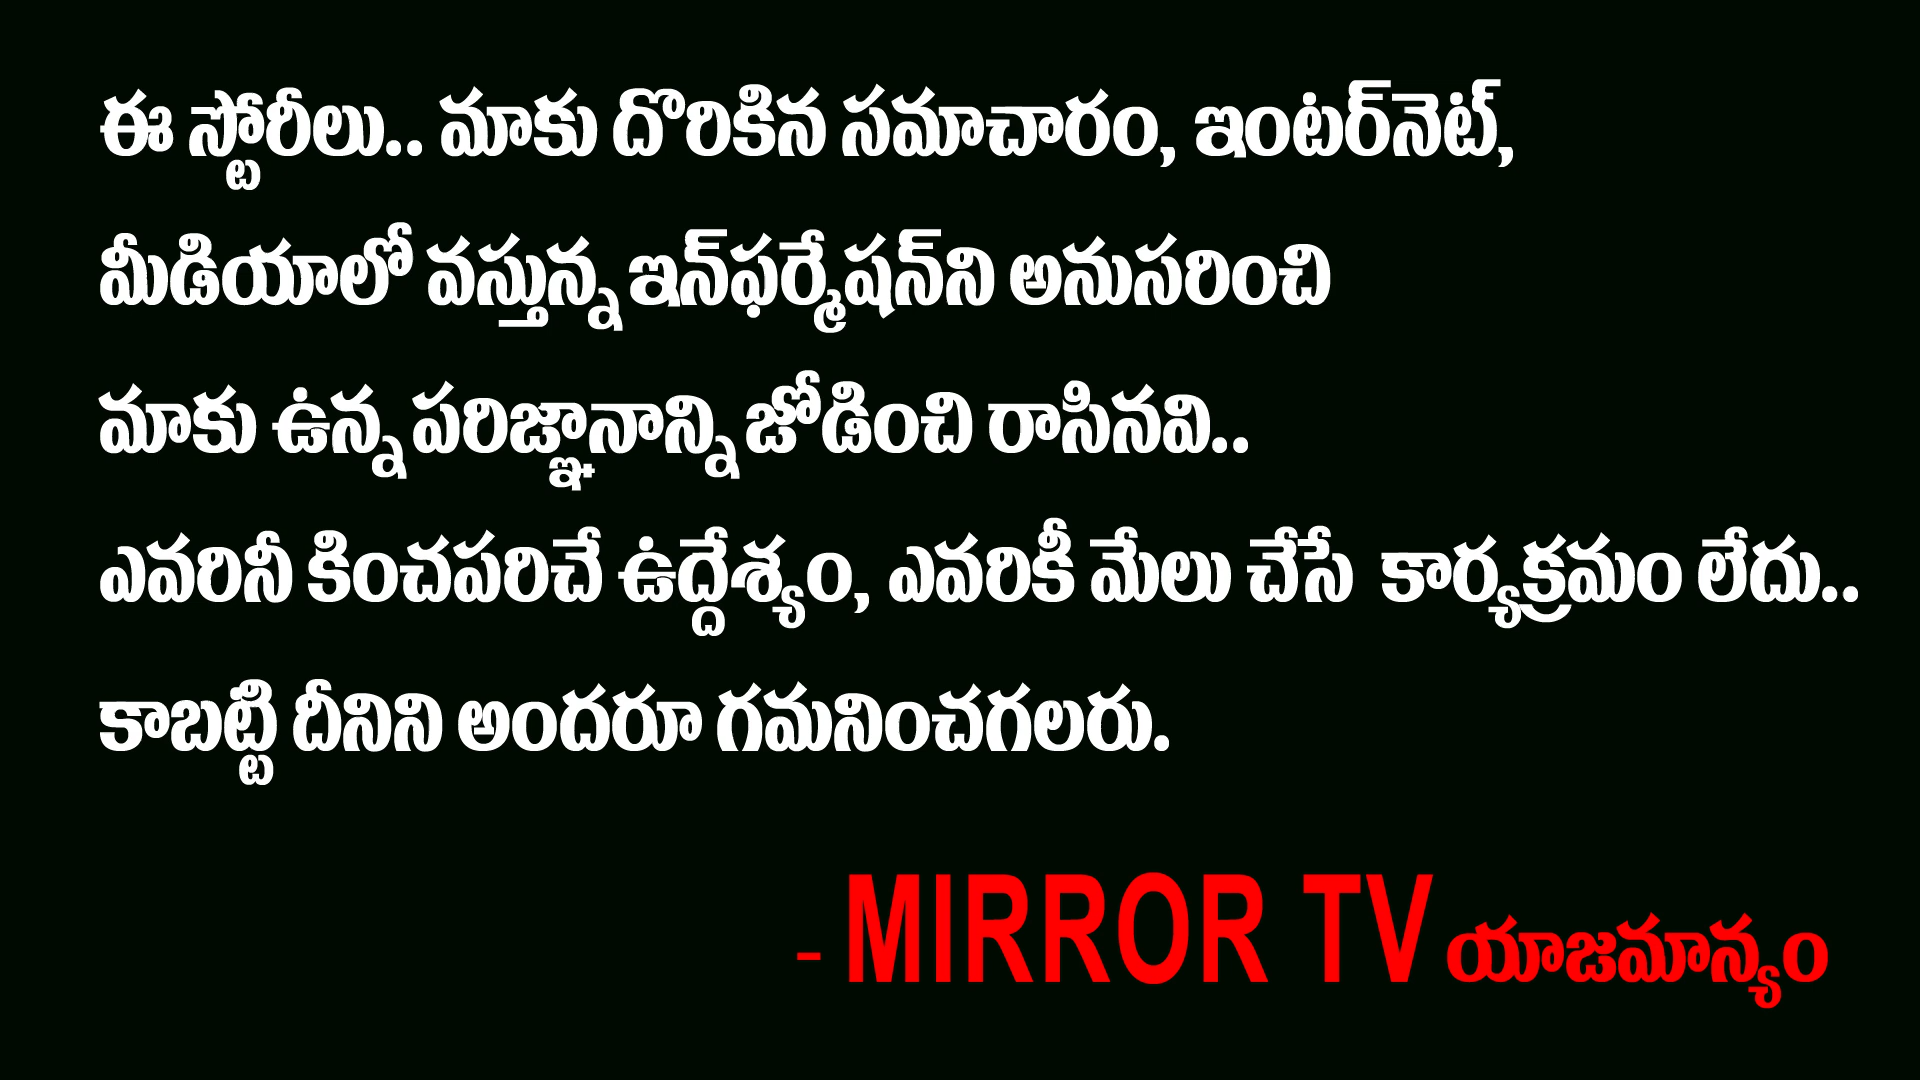 ఈ స్టోరీలు.. మాకు దొరికిన సమాచారం, ఇంటర్‌నెట్,
మీడియాలో వస్తున్న ఇన్‌ఫర్మేషన్‌ని అనుసరించి
మాకు ఉన్న పరిజ్ఞానాన్ని జోడించి రాసినవి..
ఎవరినీ కించపరిచే ఉద్దేశ్యం, ఎవరికీ మేలు చేసే కార్యక్రమం లేదు..
కాబట్టి దీనిని అందరూ గమనించగలరు.
- MIRROR TV యాజమాన్యం